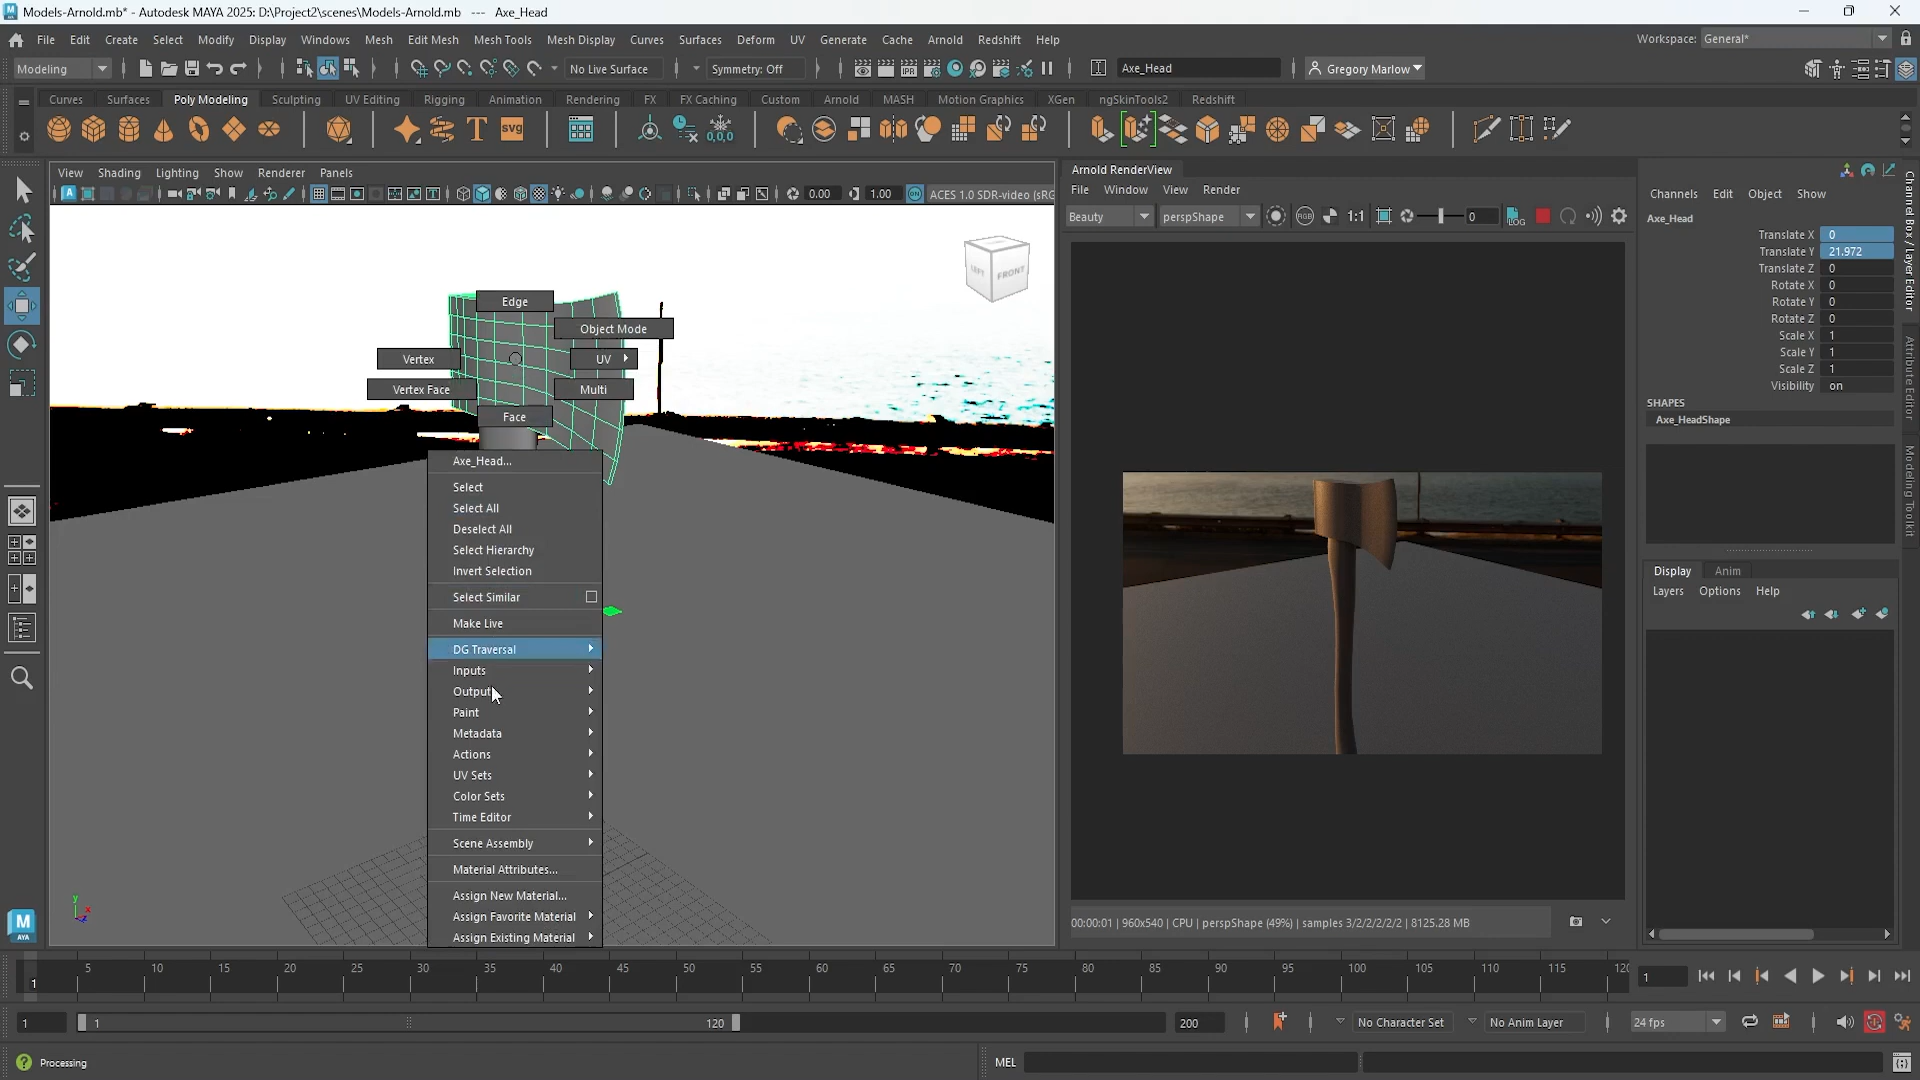 Models-Arnold.mb* - Autodesk MAYA 2025: D:\Project2\scenes\Models-Arnold.mb --- Axe_Head
File Edit Create Select Modify Display Windows Mesh Edit Mesh Mesh Tools Mesh Display Curves Surfaces Deform UV Generate Cache Arnold Redshift Help
Workspace: General*
Modeling
No Live Surface
Symmetry: Off
Axe_Head
Gregory Marlow
Curves Surfaces Poly Modeling Sculpting UV Editing Rigging Animation Rendering FX FX Caching Custom Arnold MASH Motion Graphics XGen ngSkinTools2 Redshift
View Shading Lighting Show Renderer Panels
0.00 1.00 ACES 1.0 SDR-video (sRG
LEFT FRONT
Edge
Object Mode
Vertex
UV
Vertex Face
Multi
Face
Axe_Head...
Select
Select All
Deselect All
Select Hierarchy
Invert Selection
Select Similar
Make Live
DG Traversal
Inputs
Output
Paint
Metadata
Actions
UV Sets
Color Sets
Time Editor
Scene Assembly
Material Attributes...
Assign New Material...
Assign Favorite Material
Assign Existing Material
Arnold RenderView
File Window View Render
Beauty perspShape 1:1 0
00:00:01 | 960x540 | CPU | perspShape (49%) | samples 3/2/2/2/2/2 | 8125.28 MB
Channels Edit Object Show
Axe_Head
Translate X 0
Translate Y 21.972
Translate Z 0
Rotate X 0
Rotate Y 0
Rotate Z 0
Scale X 1
Scale Y 1
Scale Z 1
Visibility on
SHAPES
Axe_HeadShape
Display Anim
Layers Options Help
Channel Box / Layer Editor
Attribute Editor
Modeling Toolkit
5 10 15 20 25 30 35 40 45 50 55 60 65 70 75 80 85 90 95 100 105 110 115 120
1
1
1 1 120 200 No Character Set No Anim Layer 24 fps
Processing
MEL